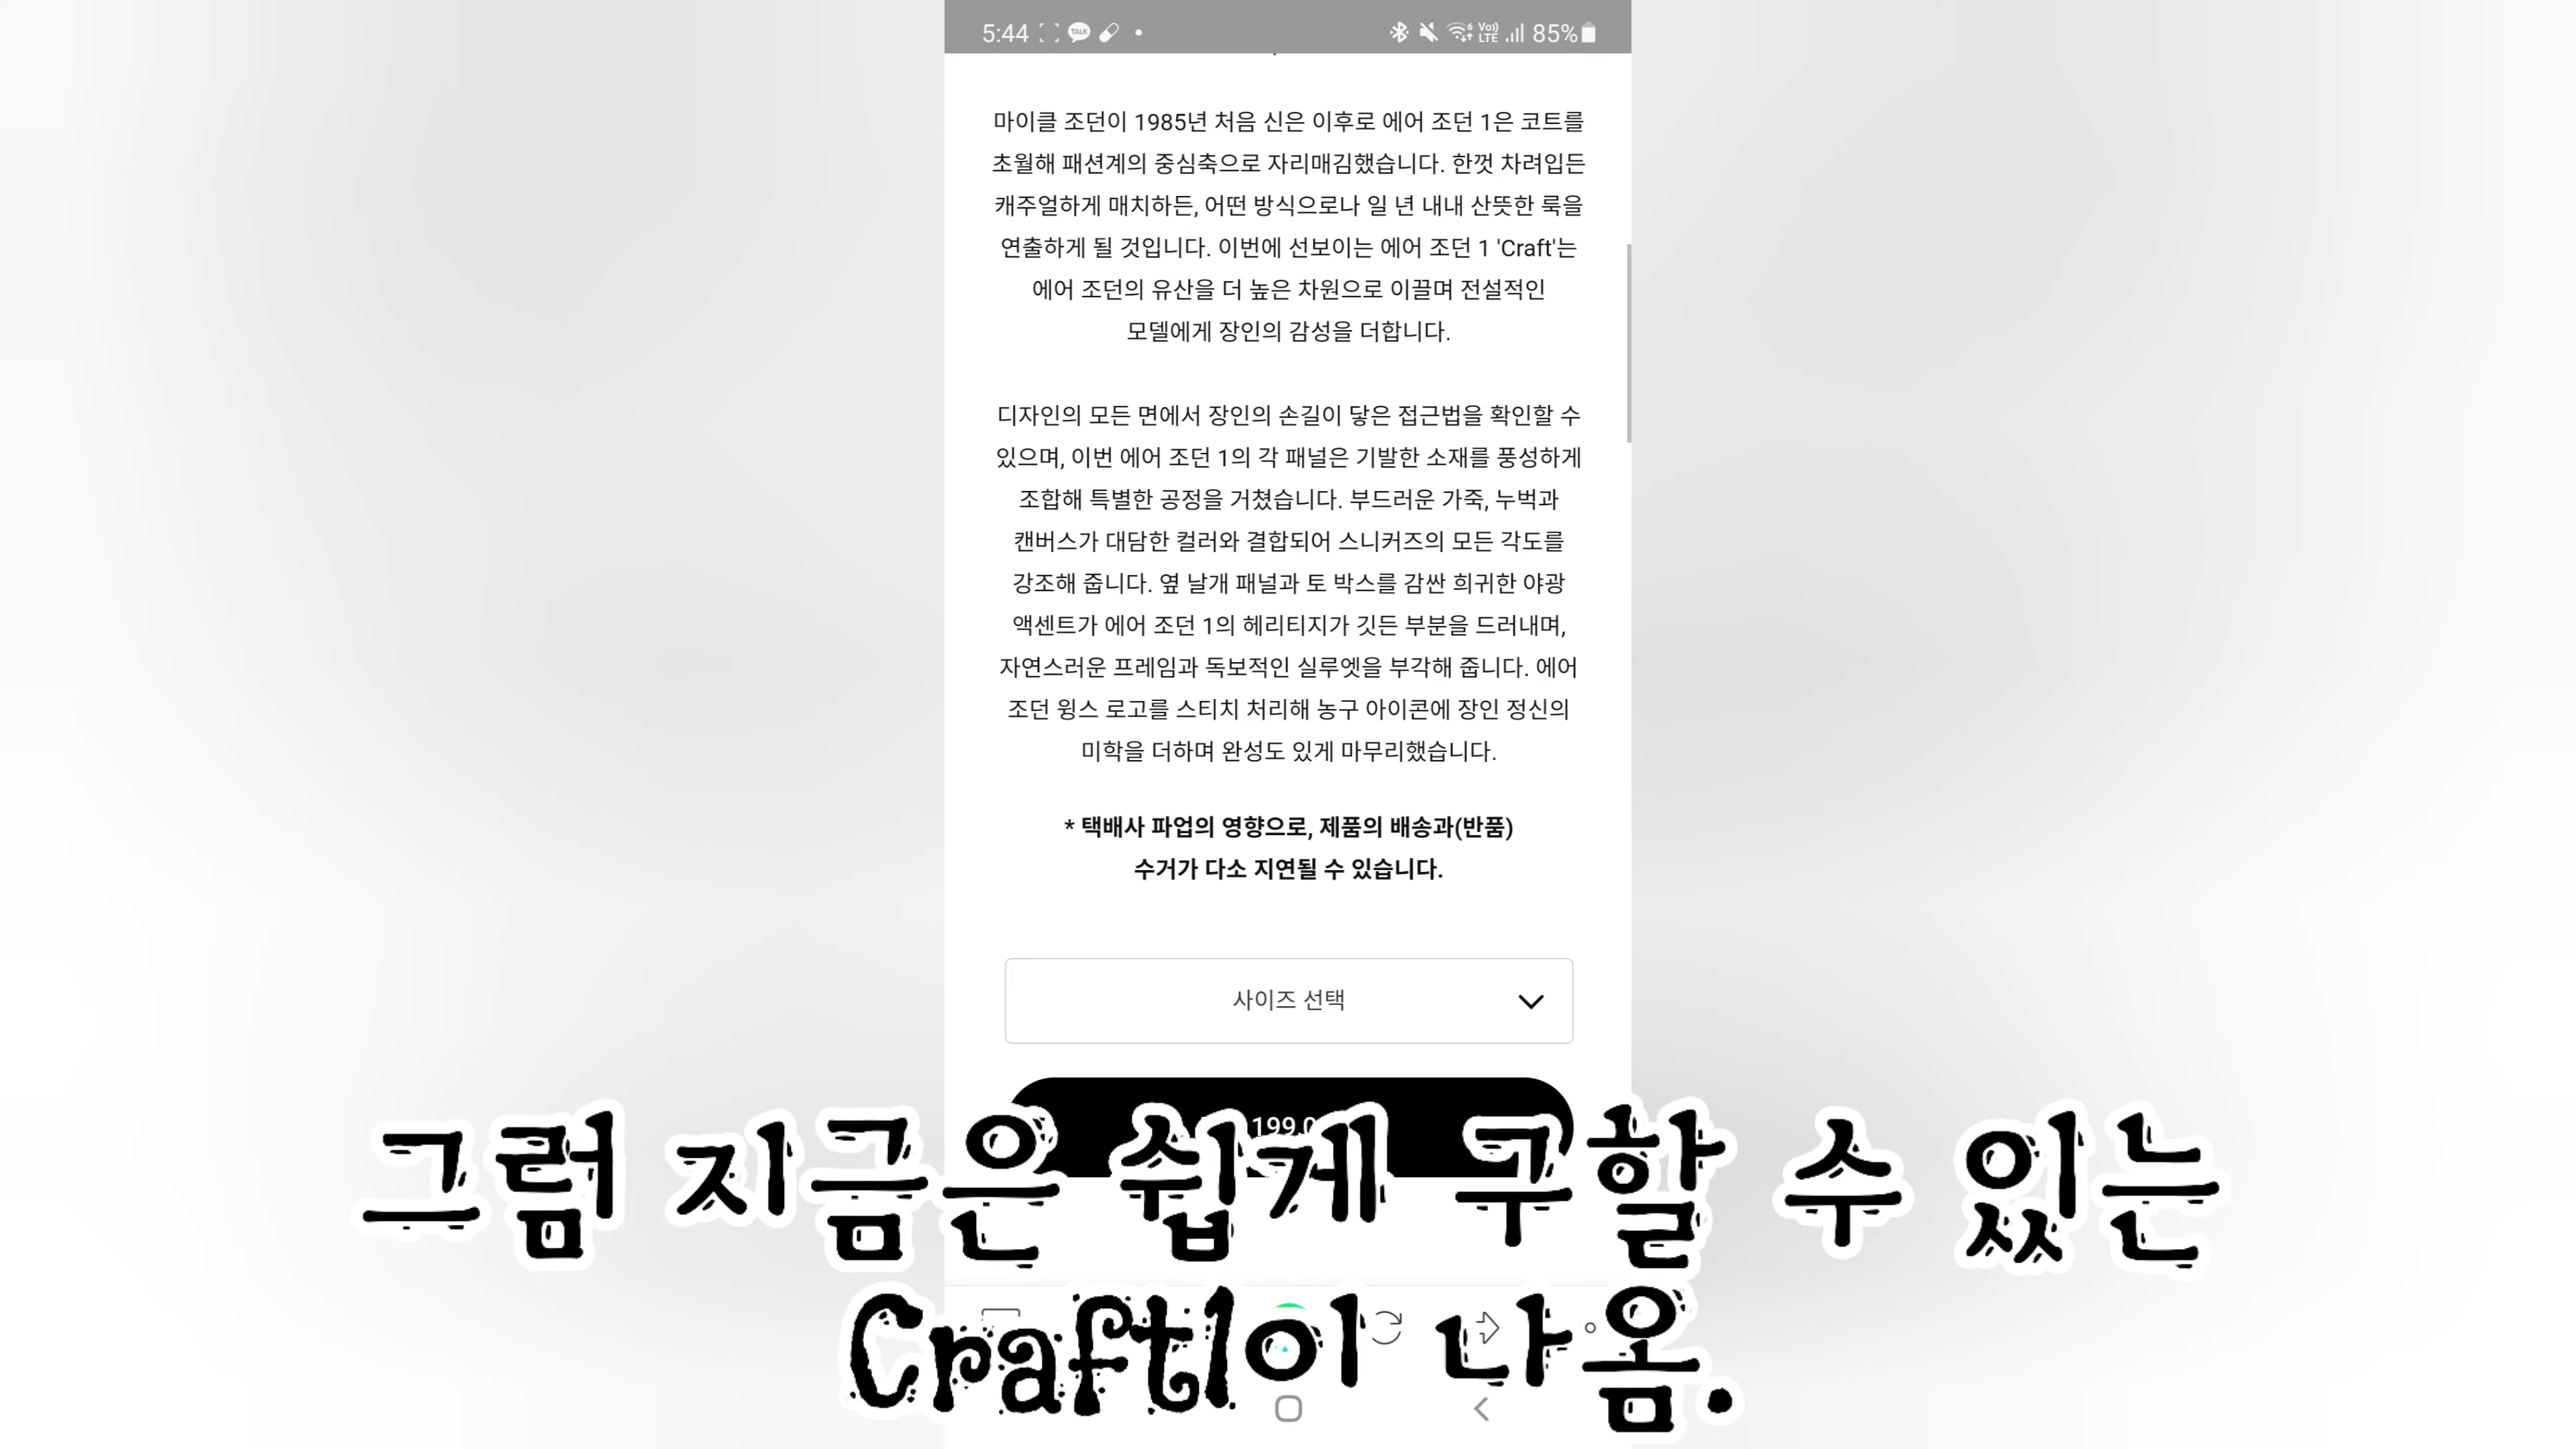 5:44
TALK
Vo))
LTE
85%
마이클 조던이 1985년 처음 신은 이후로 에어 조던 1은 코트를
초월해 패션계의 중심축으로 자리매김했습니다. 한껏 차려입든
캐주얼하게 매치하든, 어떤 방식으로나 일 년 내내 산뜻한 룩을
연출하게 될 것입니다. 이번에 선보이는 에어 조던 1 'Craft'는
에어 조던의 유산을 더 높은 차원으로 이끌며 전설적인
모델에게 장인의 감성을 더합니다.
디자인의 모든 면에서 장인의 손길이 닿은 접근법을 확인할 수
있으며, 이번 에어 조던 1의 각 패널은 기발한 소재를 풍성하게
조합해 특별한 공정을 거쳤습니다. 부드러운 가죽, 누벅과
캔버스가 대담한 컬러와 결합되어 스니커즈의 모든 각도를
강조해 줍니다. 옆 날개 패널과 토 박스를 감싼 희귀한 야광
액센트가 에어 조던 1의 헤리티지가 깃든 부분을 드러내며,
자연스러운 프레임과 독보적인 실루엣을 부각해 줍니다. 에어
조던 윙스 로고를 스티치 처리해 농구 아이콘에 장인 정신의
미학을 더하며 완성도 있게 마무리했습니다.
* 택배사 파업의 영향으로, 제품의 배송과(반품)
수거가 다소 지연될 수 있습니다.
사이즈 선택
그럼 지금은 쉽게 구할 수 있는
Craft1이 나옴.